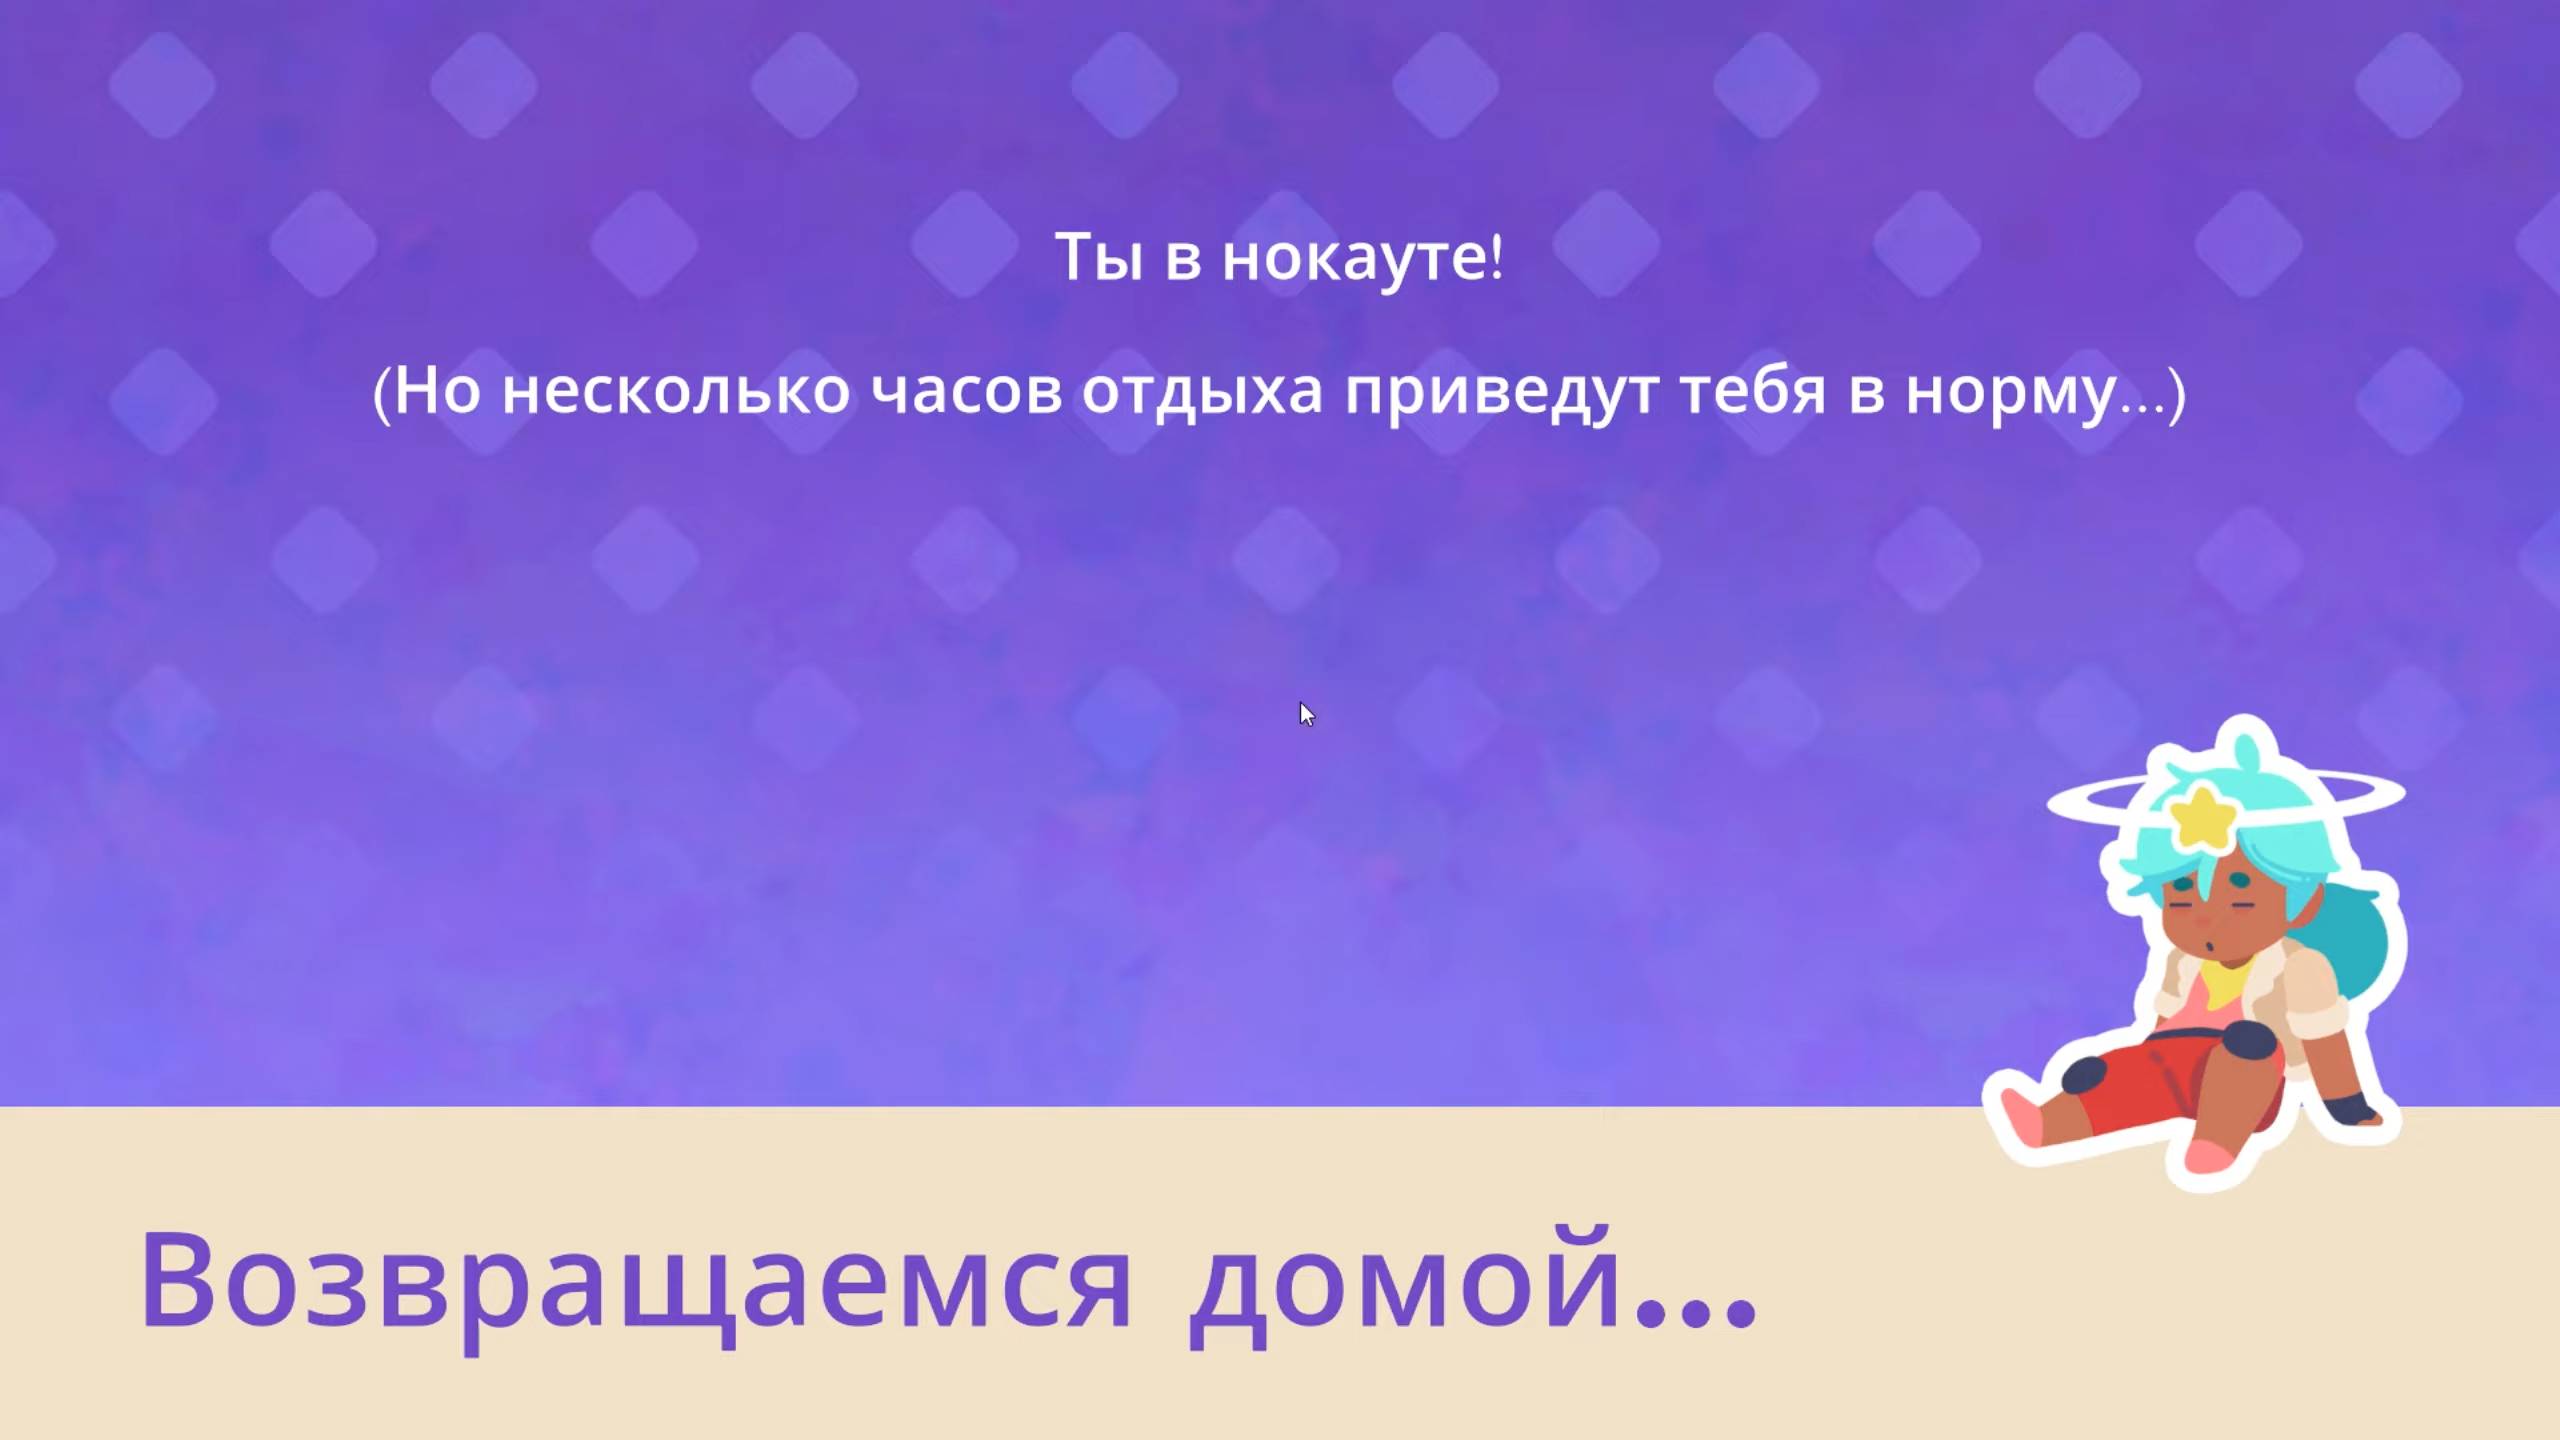 Ты в нокауте!
(Но несколько часов отдыха приведут тебя в норму...)
Возвращаемся домой...